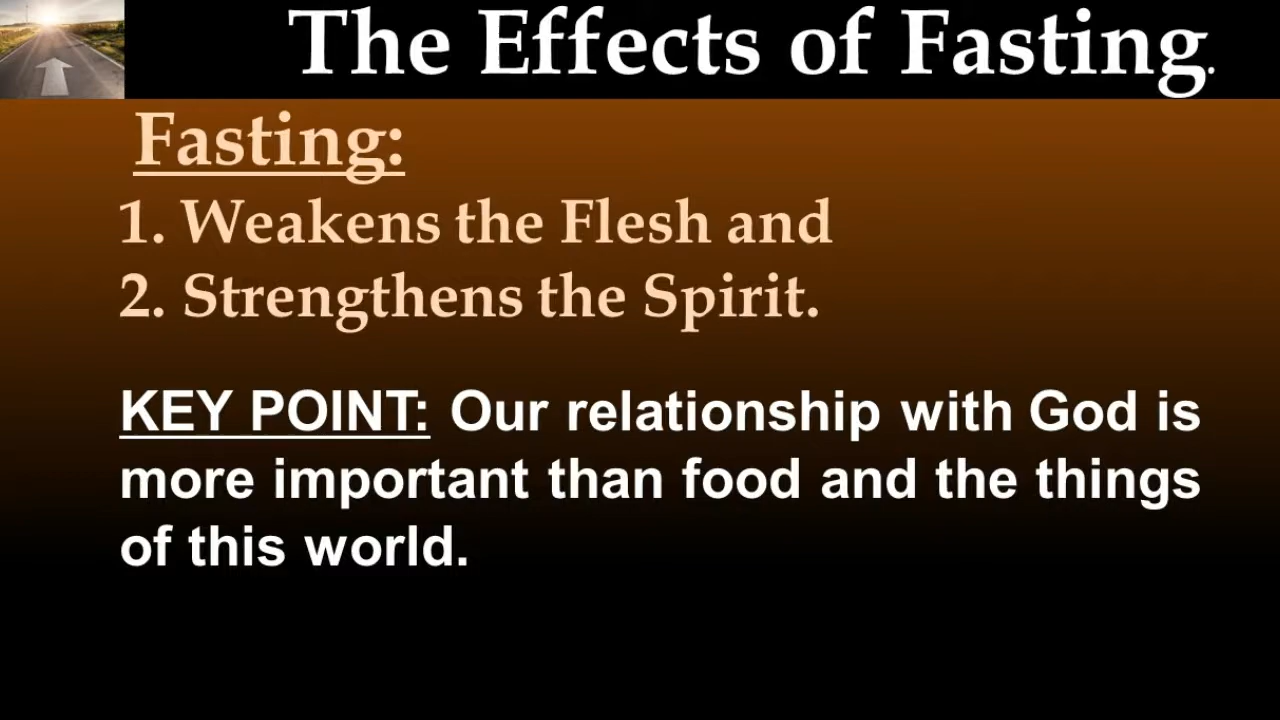 The Effects of Fasting.
Fasting:
1. Weakens the Flesh and
2. Strengthens the Spirit.
KEY POINT: Our relationship with God is
more important than food and the things
of this world.